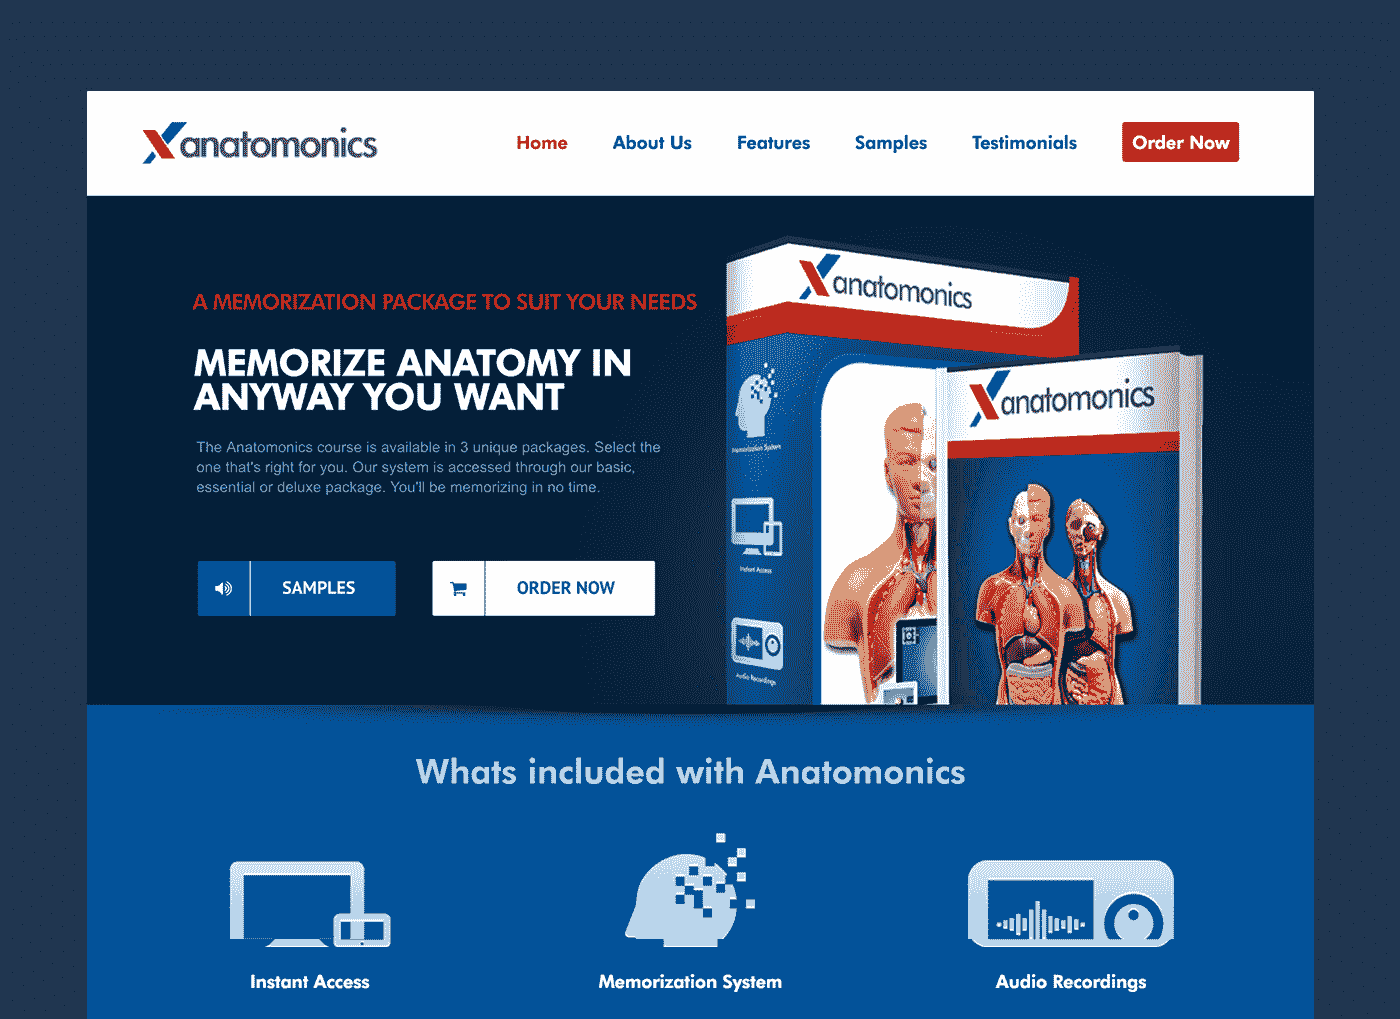 anatomonics
Home
About Us
Features
Samples
Testimonials
Order Now
A MEMORIZATION PACKAGE TO SUIT YOUR NEEDS
MEMORIZE ANATOMY IN
ANYWAY YOU WANT
The Anatomonics course is available in 3 unique packages. Select the
one that's right for you. Our system is accessed through our basic,
essential or deluxe package. You'll be memorizing in no time.
SAMPLES
ORDER NOW
anatomonics
Memorization System
Instant Access
Audio Recordings
anatomonics
Whats included with Anatomonics
Instant Access
Memorization System
Audio Recordings